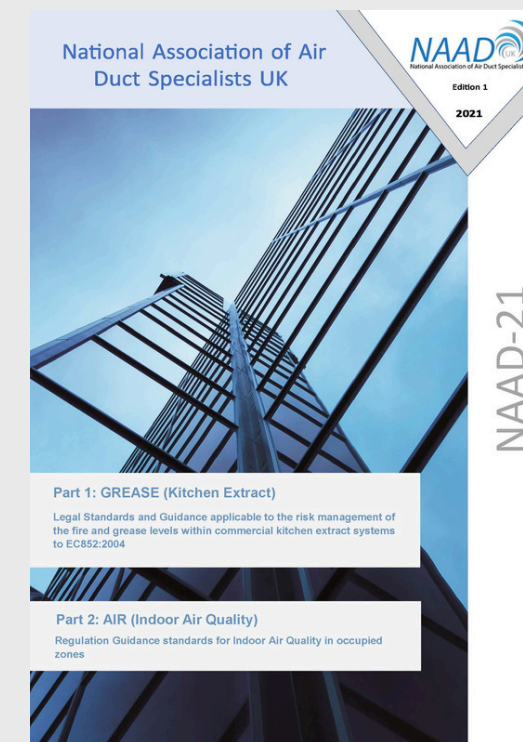 National Association of Air
Duct Specialists UK
NAAD
UK
National Association of Air Duct Specialists
Edition 1
2021
NAAD-21
Part 1: GREASE (Kitchen Extract)
Legal Standards and Guidance applicable to the risk management of
the fire and grease levels within commercial kitchen extract systems
to EC852:2004
Part 2: AIR (Indoor Air Quality)
Regulation Guidance standards for Indoor Air Quality in occupied
zones